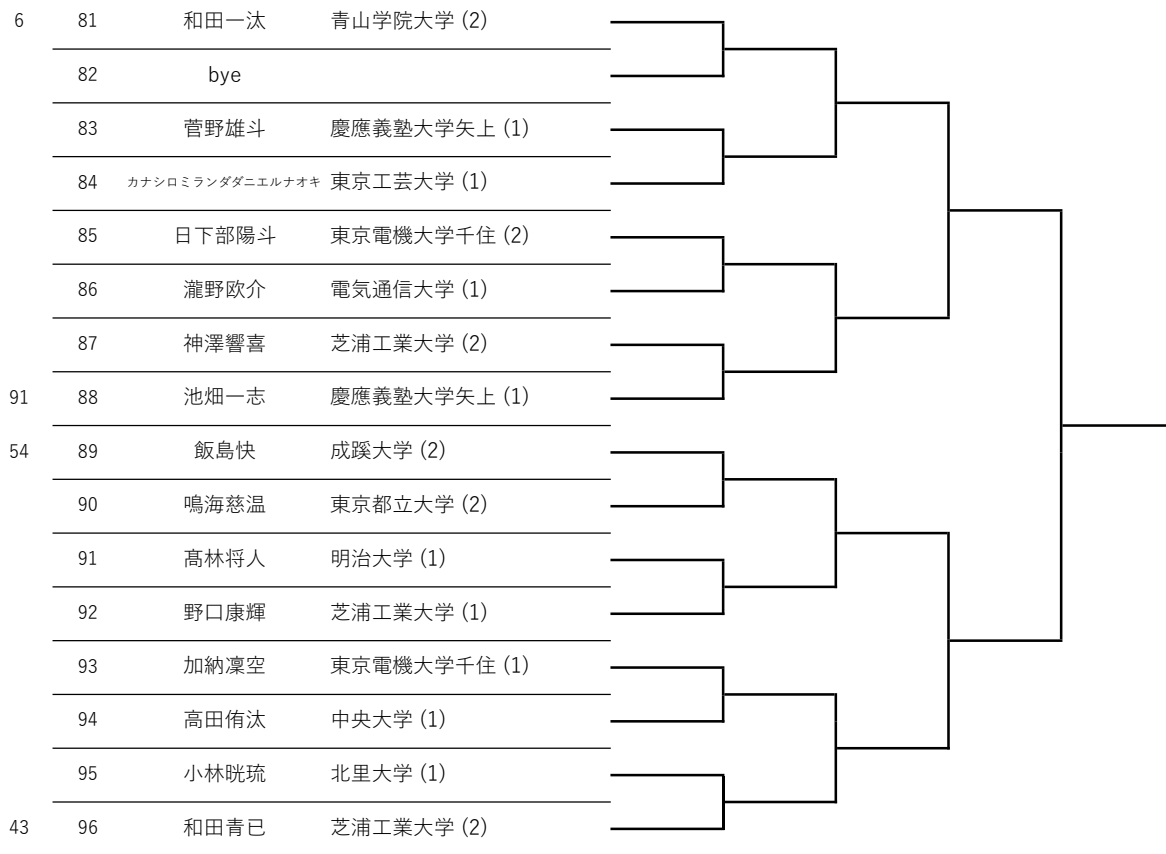 6 81 和田一汰 青山学院大学 (2)
82 bye
83 菅野雄斗 慶應義塾大学矢上 (1)
84 カナシロミランダダニエルナオキ 東京工芸大学 (1)
85 日下部陽斗 東京電機大学千住 (2)
86 瀧野欧介 電気通信大学 (1)
87 神澤響喜 芝浦工業大学 (2)
91 88 池畑一志 慶應義塾大学矢上 (1)
54 89 飯島快 成蹊大学 (2)
90 鳴海慈温 東京都立大学 (2)
91 髙林将人 明治大学 (1)
92 野口康輝 芝浦工業大学 (1)
93 加納凜空 東京電機大学千住 (1)
94 高田侑汰 中央大学 (1)
95 小林晄琉 北里大学 (1)
43 96 和田青已 芝浦工業大学 (2)